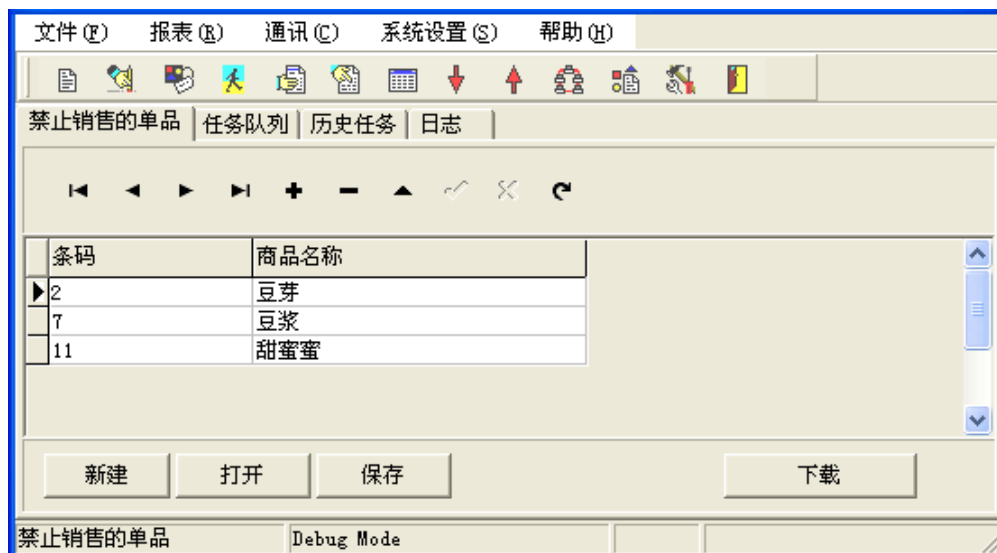 文件(F) 报表(R) 通讯(C) 系统设置(S) 帮助(H)
禁止销售的单品 任务队列 历史任务 日志
条码 商品名称
2 豆芽
7 豆浆
11 甜蜜蜜
新建 打开 保存 下载
禁止销售的单品 Debug Mode